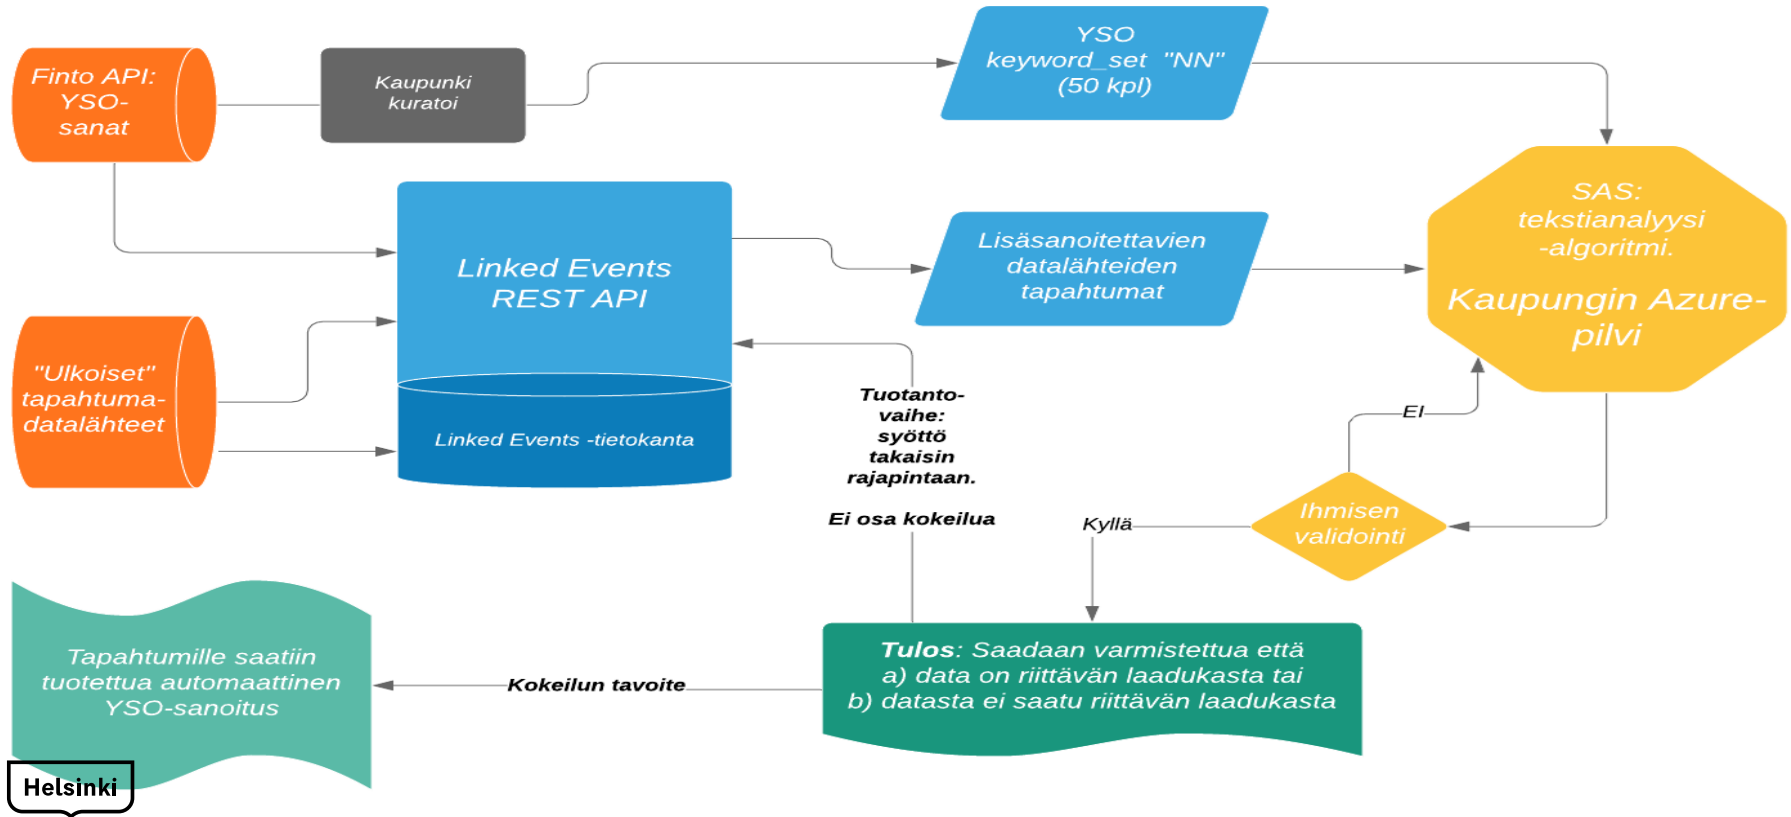 Finto API:
YSO-
sanat
Kaupunki
kuratoi
YSO
keyword_set "NN"
(50 kpl)
SAS:
tekstianalyysi
-algoritmi.
Kaupungin Azure-
pilvi
Linked Events
REST API
Linked Events -tietokanta
Lisäsanoitettavien
datalähteiden
tapahtumat
"Ulkoiset"
tapahtuma-
datalähteet
Tuotanto-
vaihe:
syöttö
takaisin
rajapintaan.
Ei osa kokeilua
EI
Ihmisen
validointi
Kyllä
Tulos: Saadaan varmistettua että
a) data on riittävän laadukasta tai
b) datasta ei saatu riittävän laadukasta
Kokeilun tavoite
Tapahtumille saatiin
tuotettua automaattinen
YSO-sanoitus
Helsinki